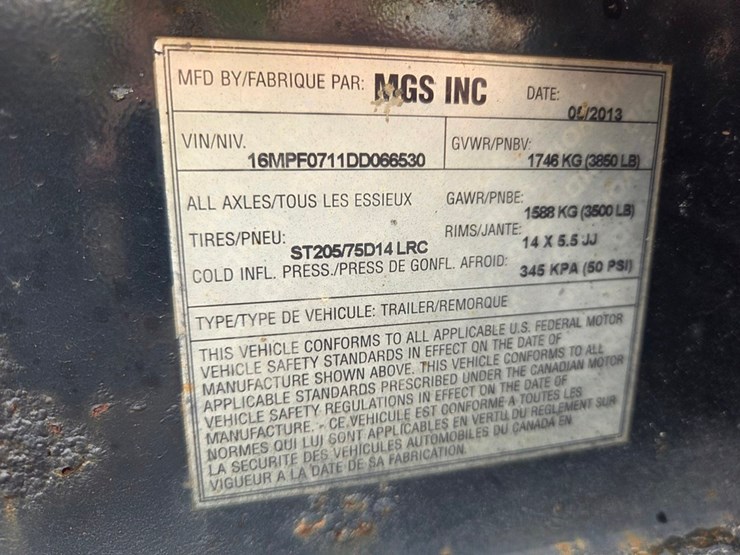 MFD BY/FABRIQUE PAR: MGS INC DATE: /2013
VIN/NIV. 16MPF0711DD066530 GVWR/PNBV: 1746 KG (3850 LB)
ALL AXLES/TOUS LES ESSIEUX GAWR/PNBE: 1588 KG (3500 LB)
TIRES/PNEU: ST205/75D14 LRC RIMS/JANTE: 14 X 5.5 JJ
COLD INFL. PRESS./PRESS DE GONFL. AFROID: 345 KPA (50 PSI)
TYPE/TYPE DE VEHICULE: TRAILER/REMORQUE
THIS VEHICLE CONFORMS TO ALL APPLICABLE U.S. FEDERAL MOTOR
VEHICLE SAFETY STANDARDS IN EFFECT ON THE DATE OF
MANUFACTURE SHOWN ABOVE. THIS VEHICLE CONFORMS TO ALL
APPLICABLE STANDARDS PRESCRIBED UNDER THE CANADIAN MOTOR
VEHICLE SAFETY REGULATIONS IN EFFECT ON THE DATE OF
MANUFACTURE. - CE VEHICULE EST CONFORME A TOUTES LES
NORMES QUI LUI SONT APPLICABLES EN VERTU DU REGLEMENT SUR
LA SECURITE DES VEHICULES AUTOMOBILES DU CANADA EN
VIGUEUR A LA DATE DE SA FABRICATION.